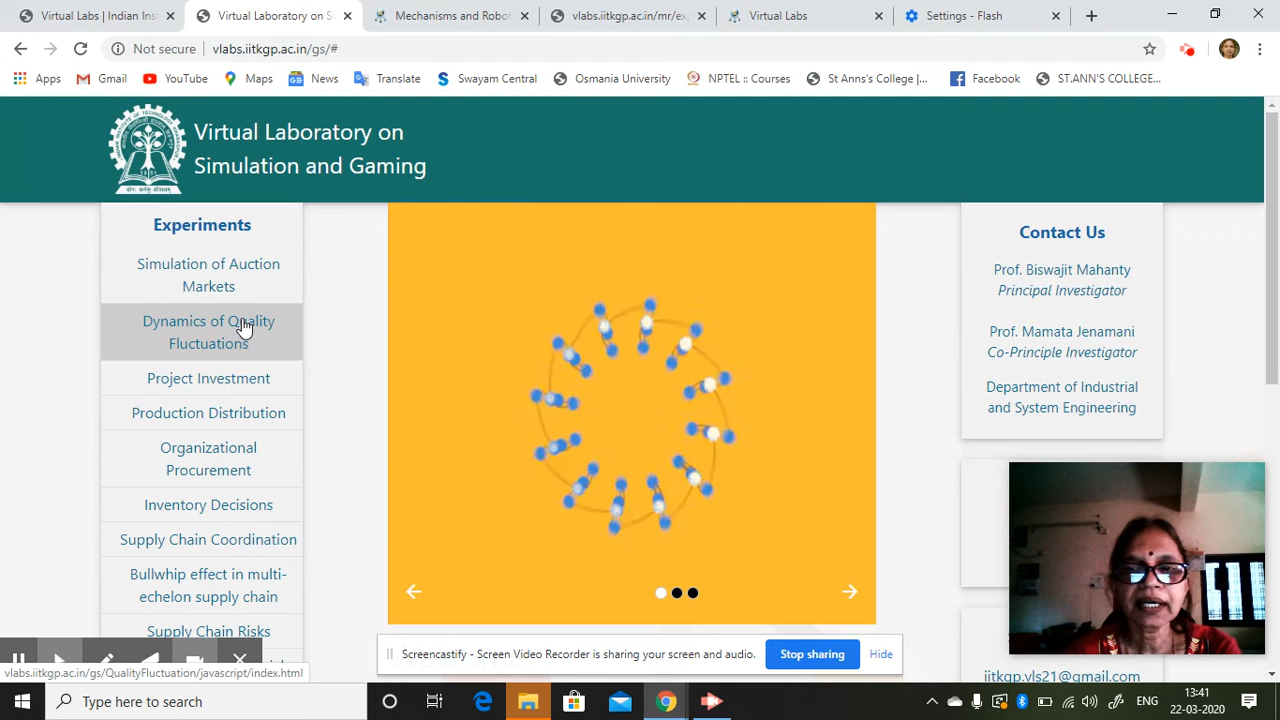 Virtual Labs | Indian Ins
Virtual Laboratory on S
Mechanisms and Robot
vlabs.iitkgp.ac.in/mr/exp
Virtual Labs
Settings - Flash
Not secure
vlabs.iitkgp.ac.in/gs/#
Apps
Gmail
YouTube
Maps
News
Translate
Swayam Central
Osmania University
NPTEL :: Courses
St Anns's College |...
Facebook
ST.ANN'S COLLEGE...
Virtual Laboratory on
Simulation and Gaming
Experiments
Simulation of Auction
Markets
Dynamics of Quality
Fluctuations
Project Investment
Production Distribution
Organizational
Procurement
Inventory Decisions
Supply Chain Coordination
Bullwhip effect in multi-
echelon supply chain
Supply Chain Risks
Contact Us
Prof. Biswajit Mahanty
Principal Investigator
Prof. Mamata Jenamani
Co-Principle Investigator
Department of Industrial
and System Engineering
iitkgp.vls21@gmail.com
Screencastify - Screen Video Recorder is sharing your screen and audio.
Stop sharing
Hide
vlabs.iitkgp.ac.in/gs/QualityFluctuation/javascript/index.html
Type here to search
ENG
13:41
22-03-2020